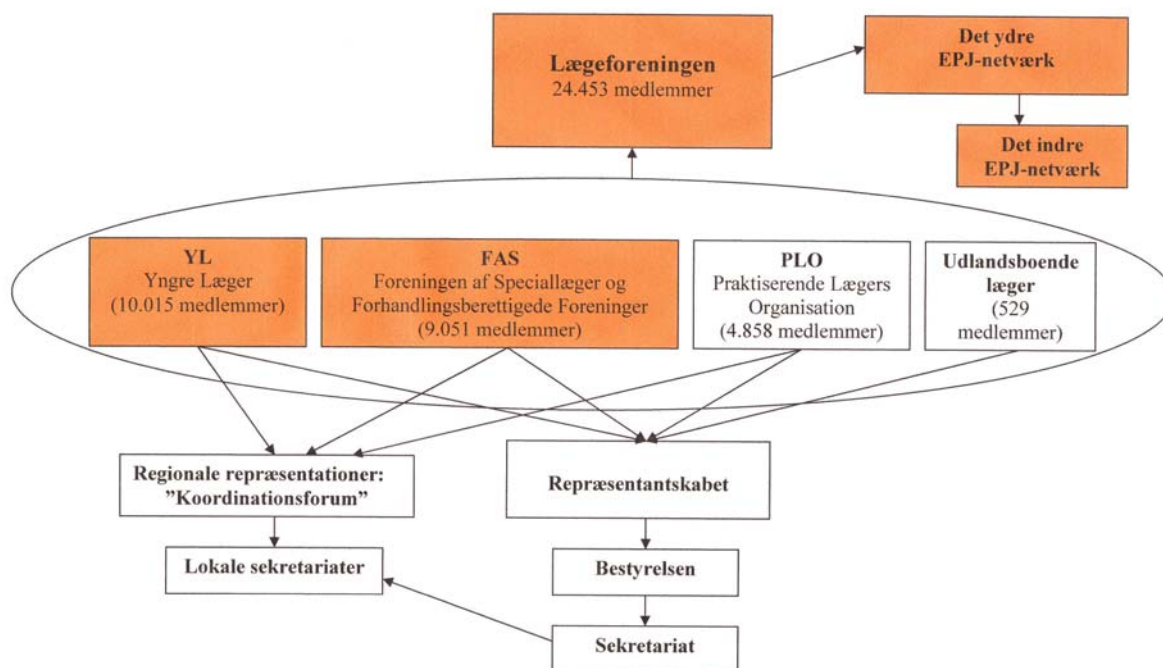 Lægeforeningen
24.453 medlemmer
Det ydre
EPJ-netværk
Det indre
EPJ-netværk
YL
Yngre Læger
(10.015 medlemmer)
FAS
Foreningen af Speciallæger og
Forhandlingsberettigede Foreninger
(9.051 medlemmer)
PLO
Praktiserende Lægers
Organisation
(4.858 medlemmer)
Udlandsboende
læger
(529
medlemmer)
Regionale repræsentationer:
”Koordinationsforum”
Repræsentantskabet
Lokale sekretariater
Bestyrelsen
Sekretariat